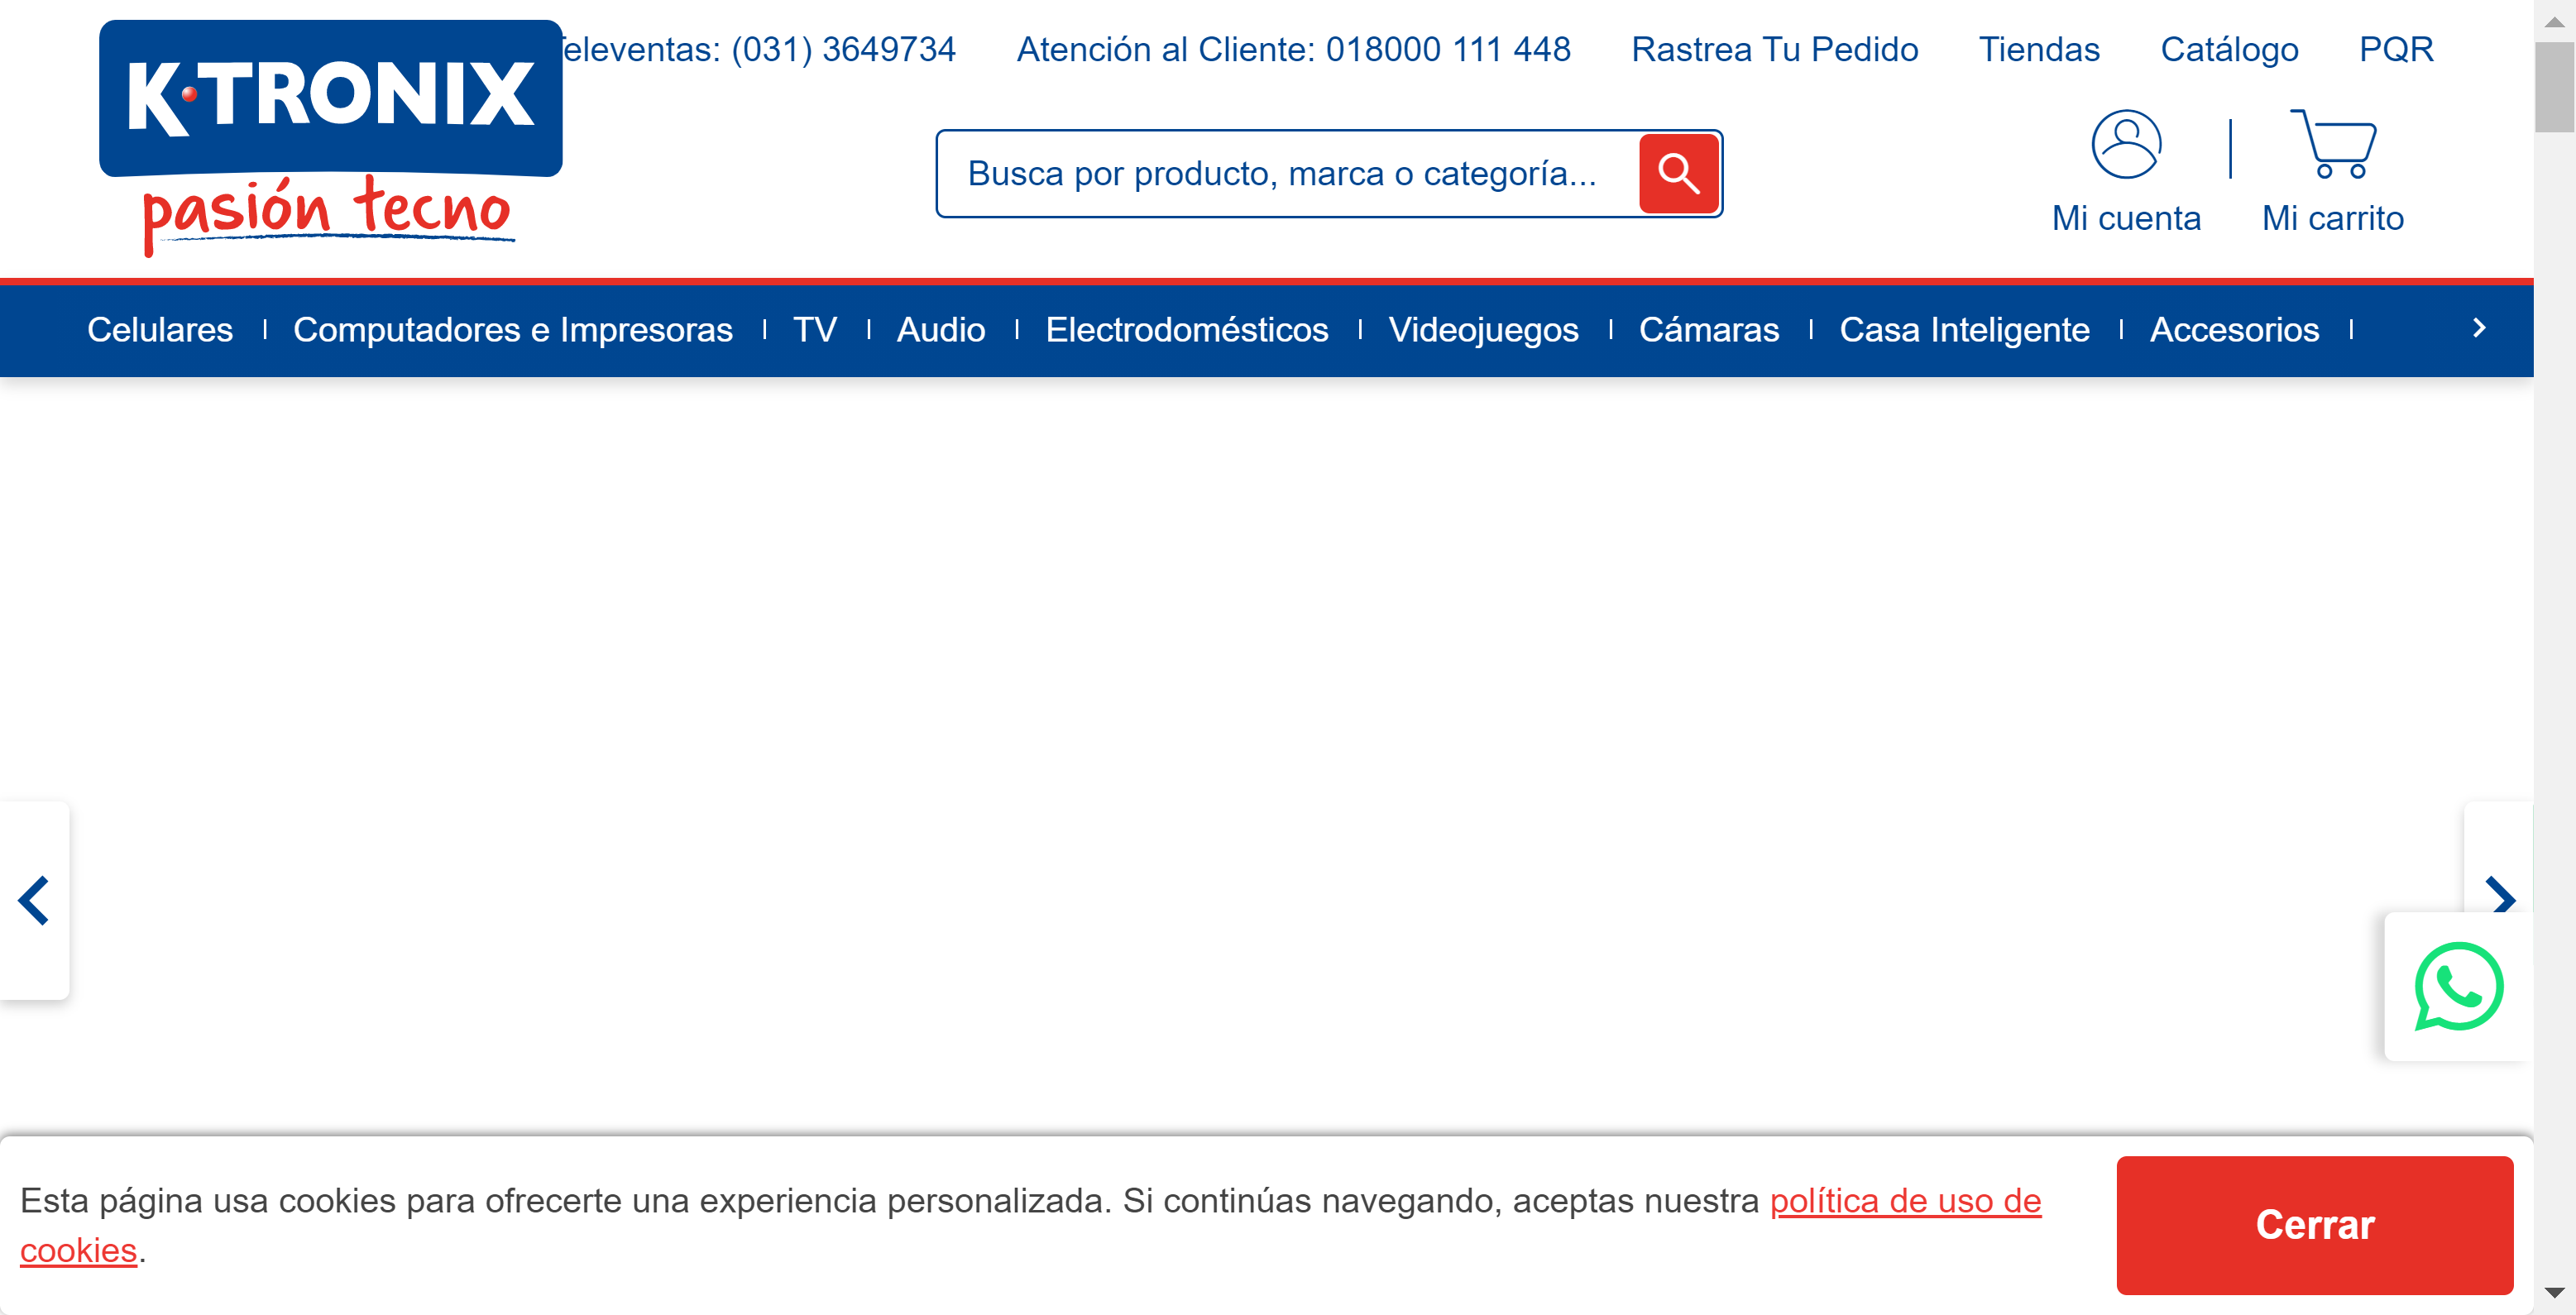 K·TRONIX
pasión tecno
Televentas: (031) 3649734
Atención al Cliente: 018000 111 448
Rastrea Tu Pedido
Tiendas
Catálogo
PQR
Busca por producto, marca o categoría...
Mi cuenta
Mi carrito
Celulares
Computadores e Impresoras
TV
Audio
Electrodomésticos
Videojuegos
Cámaras
Casa Inteligente
Accesorios
Esta página usa cookies para ofrecerte una experiencia personalizada. Si continúas navegando, aceptas nuestra política de uso de
cookies.
Cerrar